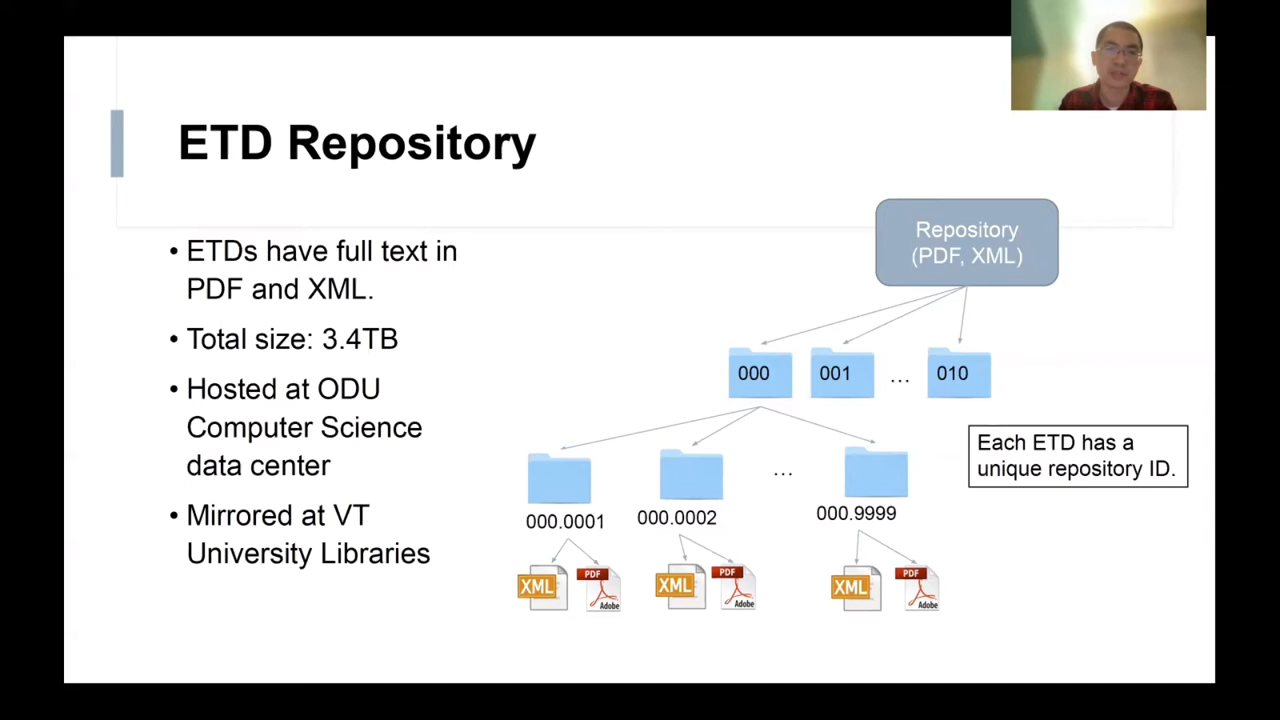 ETD Repository
• ETDs have full text in
PDF and XML.
• Total size: 3.4TB
• Hosted at ODU
Computer Science
data center
• Mirrored at VT
University Libraries
Repository
(PDF, XML)
000
001
...
010
Each ETD has a
unique repository ID.
...
000.0001
000.0002
000.9999
XML
PDF
Adobe
XML
PDF
Adobe
XML
PDF
Adobe